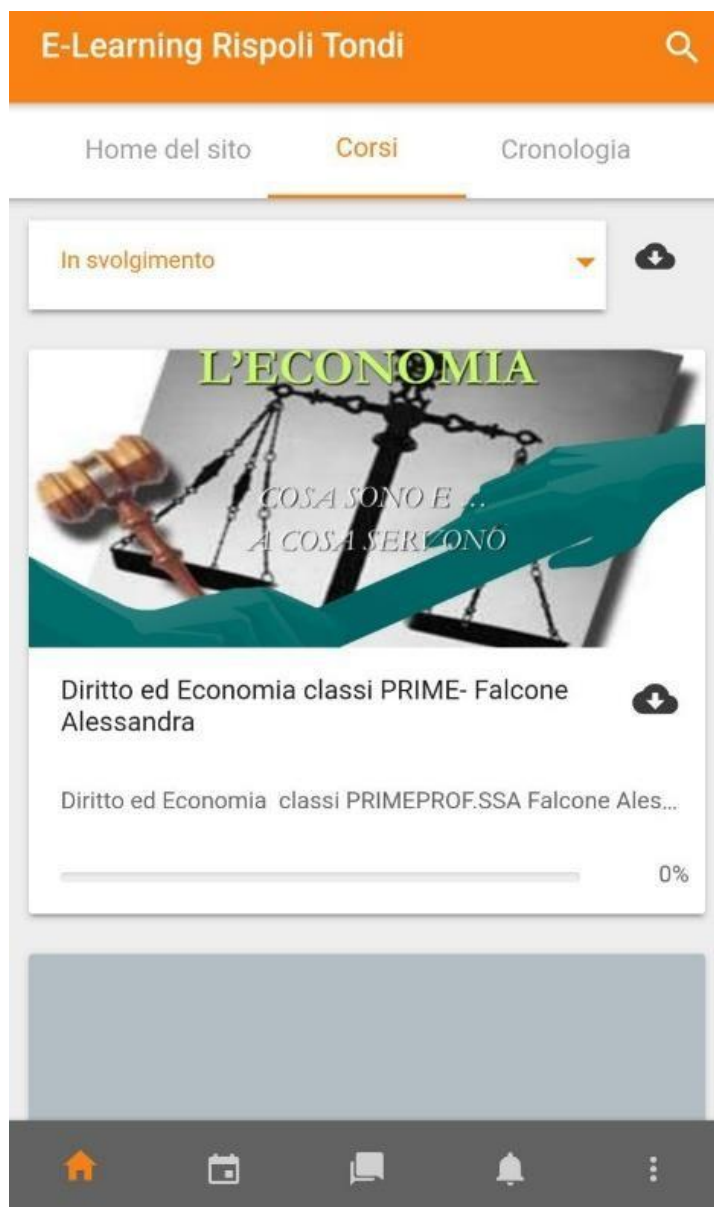 E-Learning Rispoli Tondi
Home del sito
Corsi
Cronologia
In svolgimento
L'ECONOMIA
COSA SONO E ...
A COSA SERVONO
Diritto ed Economia classi PRIME- Falcone
Alessandra
Diritto ed Economia  classi PRIMEPROF.SSA Falcone Ales...
0%